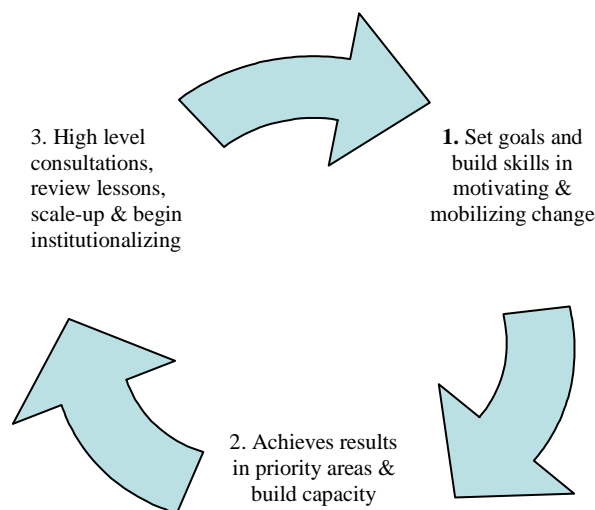 1. Set goals and
build skills in
motivating &
mobilizing change
2. Achieves results
in priority areas &
build capacity
3. High level
consultations,
review lessons,
scale-up & begin
institutionalizing